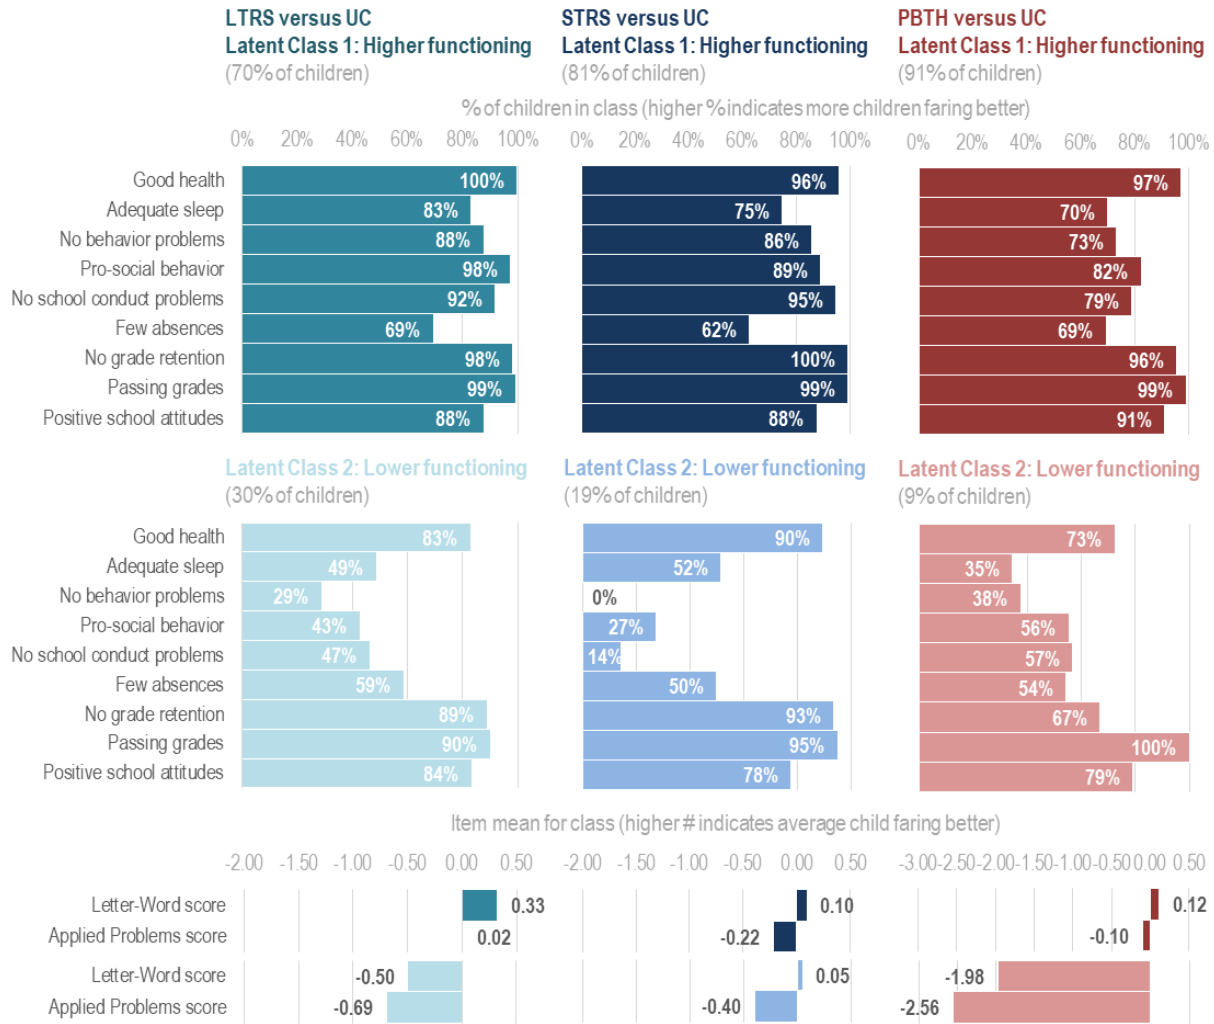 LTRS versus UC
Latent Class 1: Higher functioning
(70% of children)
STRS versus UC
Latent Class 1: Higher functioning
(81% of children)
PBTH versus UC
Latent Class 1: Higher functioning
(91% of children)
% of children in class (higher % indicates more children faring better)
0% 20% 40% 60% 80% 100% 0% 20% 40% 60% 80% 100% 0% 20% 40% 60% 80% 100%
Good health 100% 96% 97%
Adequate sleep 83% 75% 70%
No behavior problems 88% 86% 73%
Pro-social behavior 98% 89% 82%
No school conduct problems 92% 95% 79%
Few absences 69% 62% 69%
No grade retention 98% 100% 96%
Passing grades 99% 99% 99%
Positive school attitudes 88% 88% 91%
Latent Class 2: Lower functioning
(30% of children)
Latent Class 2: Lower functioning
(19% of children)
Latent Class 2: Lower functioning
(9% of children)
Good health 83% 90% 73%
Adequate sleep 49% 52% 35%
No behavior problems 29% 0% 38%
Pro-social behavior 43% 27% 56%
No school conduct problems 47% 14% 57%
Few absences 59% 50% 54%
No grade retention 89% 93% 67%
Passing grades 90% 95% 100%
Positive school attitudes 84% 78% 79%
Item mean for class (higher # indicates average child faring better)
-2.00 -1.50 -1.00 -0.50 0.00 0.50 -2.00 -1.50 -1.00 -0.50 0.00 0.50 -3.00 -2.50 -2.00 -1.50 -1.00 -0.50 0.00 0.50
Letter-Word score 0.33 0.10 0.12
Applied Problems score 0.02 -0.22 -0.10
Letter-Word score -0.50 0.05 -1.98
Applied Problems score -0.69 -0.40 -2.56